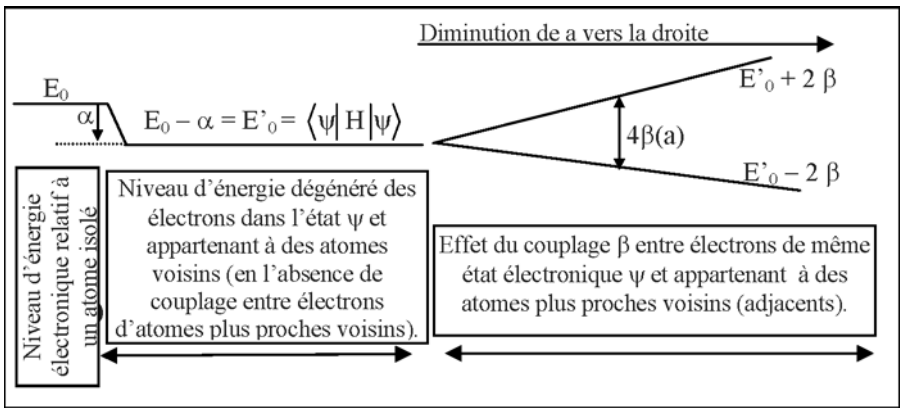 Diminution de a vers la droite
E₀
α
E₀ – α = E'₀ = ⟨ψ|H|ψ⟩
E'₀ + 2 β
4β(a)
E'₀ – 2 β
Niveau d'énergie
électronique relatif à
un atome isolé
Niveau d'énergie dégénéré des
électrons dans l'état ψ et
appartenant à des atomes
voisins (en l'absence de
couplage entre électrons
d'atomes plus proches voisins).
Effet du couplage β entre électrons de même
état électronique ψ et appartenant à des
atomes plus proches voisins (adjacents).